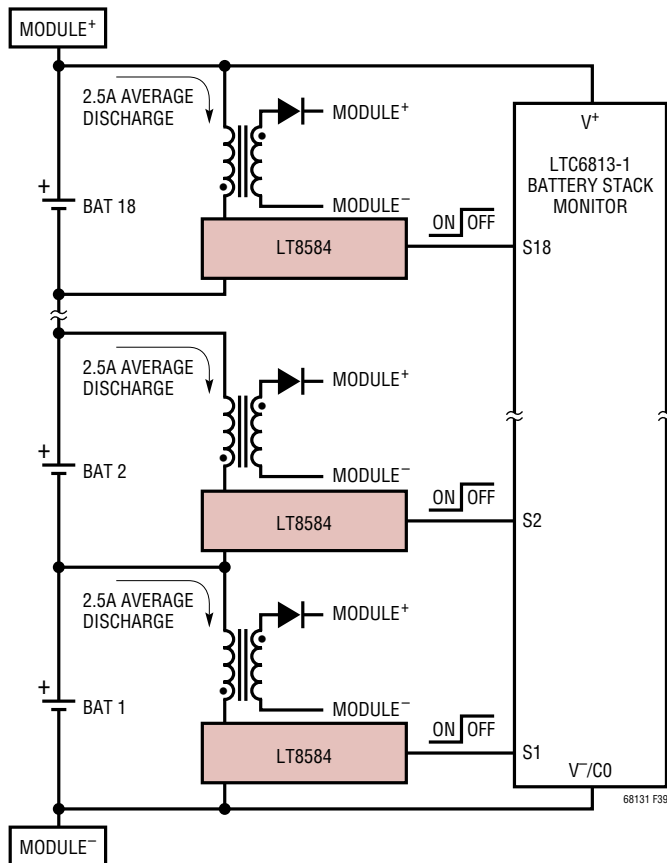 MODULE+
2.5A AVERAGE
DISCHARGE
MODULE+
V+
LTC6813-1
BATTERY STACK
MONITOR
+
BAT 18
MODULE–
ON OFF
LT8584
S18
2.5A AVERAGE
DISCHARGE
MODULE+
+
BAT 2
MODULE–
ON OFF
LT8584
S2
2.5A AVERAGE
DISCHARGE
MODULE+
+
BAT 1
MODULE–
ON OFF
LT8584
S1
V–/C0
68131 F39
MODULE–